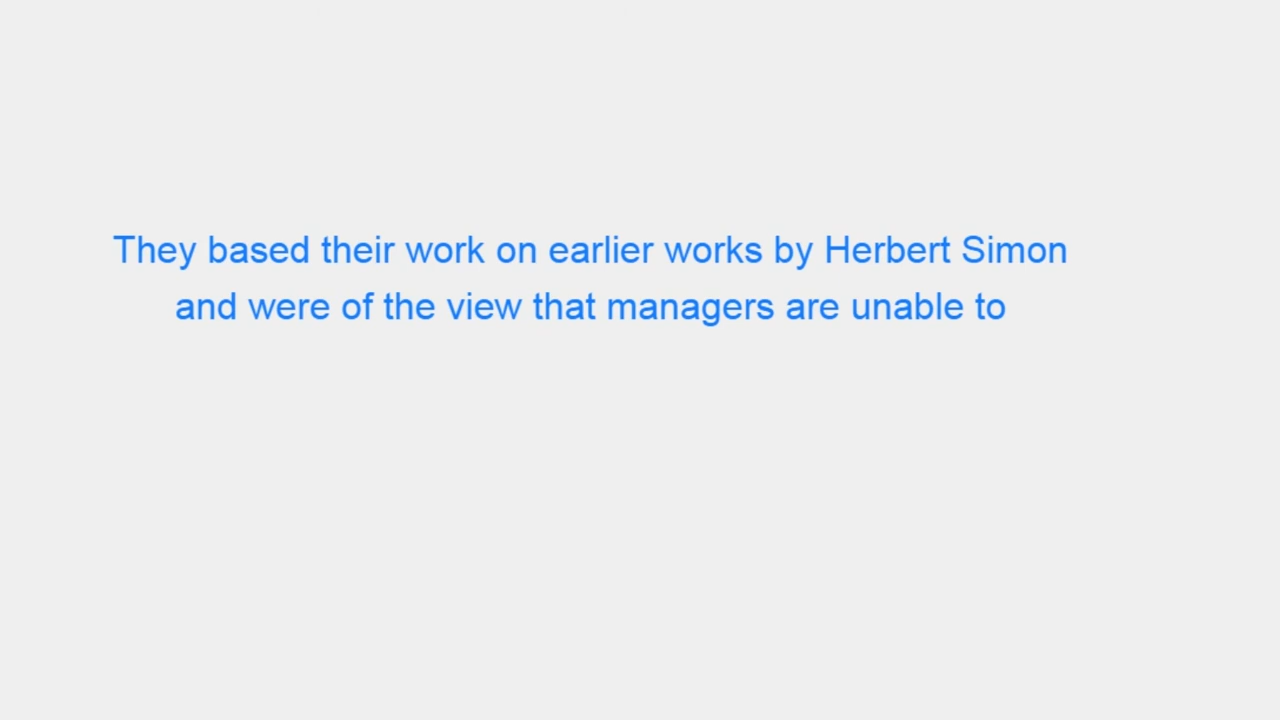 They based their work on earlier works by Herbert Simon
and were of the view that managers are unable to